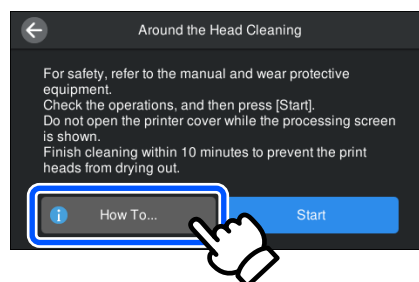 Around the Head Cleaning
For safety, refer to the manual and wear protective
equipment.
Check the operations, and then press [Start].
Do not open the printer cover while the processing screen
is shown.
Finish cleaning within 10 minutes to prevent the print
heads from drying out.
i How To... Start